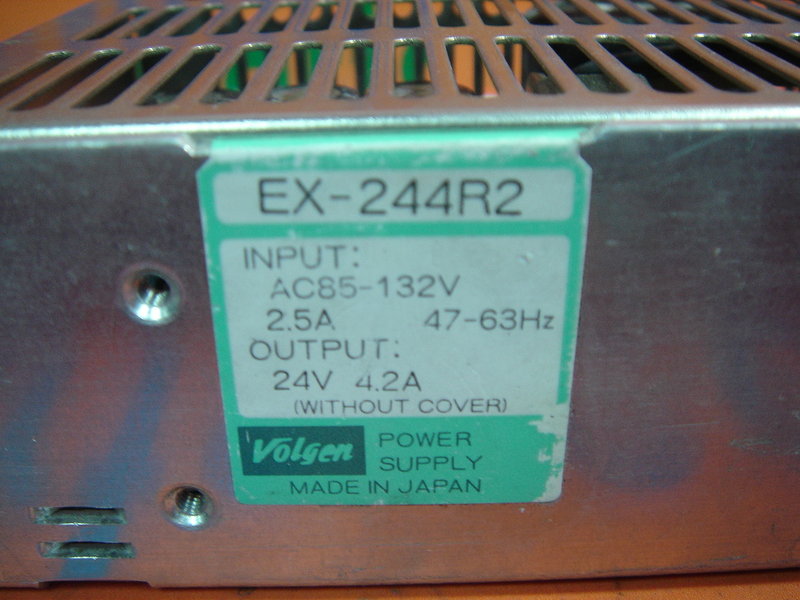 EX-244R2
INPUT:
AC85-132V
2.5A 47-63Hz
OUTPUT:
24V 4.2A
(WITHOUT COVER)
Volgen POWER
SUPPLY
MADE IN JAPAN